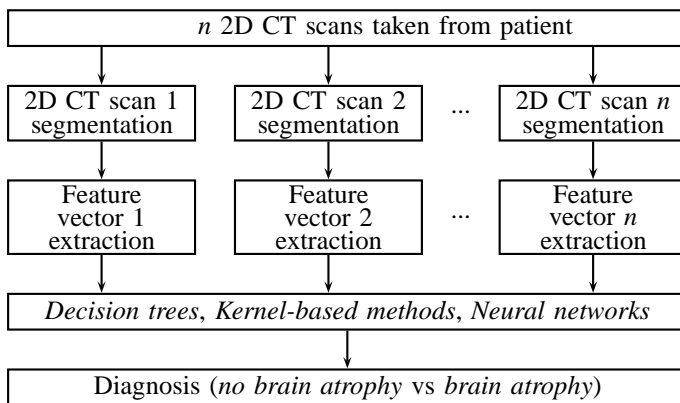 n 2D CT scans taken from patient
2D CT scan 1
segmentation
2D CT scan 2
segmentation
...
2D CT scan n
segmentation
Feature
vector 1
extraction
Feature
vector 2
extraction
...
Feature
vector n
extraction
Decision trees, Kernel-based methods, Neural networks
Diagnosis (no brain atrophy vs brain atrophy)